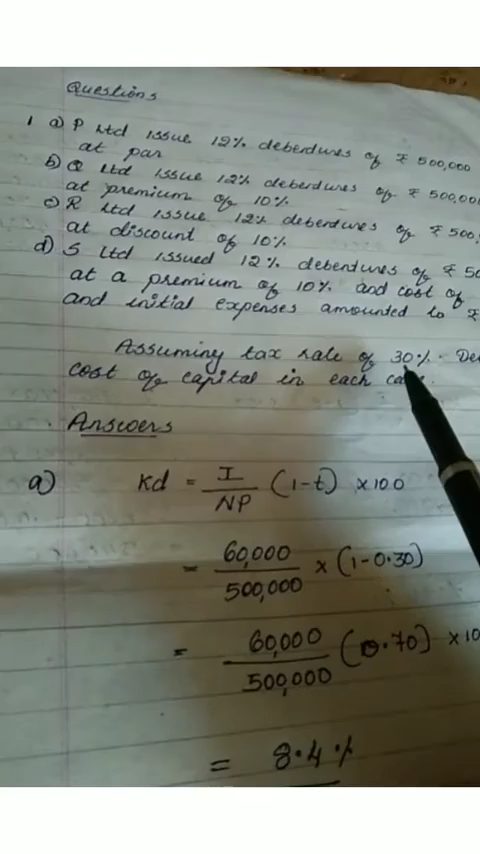 Questions
1 a) P Ltd issue 12% debentures of ₹ 500,000
at par
b) Q Ltd issue 12% debentures of ₹ 500,00
at premium of 10%
c) R Ltd issue 12% debentures of ₹ 500,
at discount of 10%
d) S Ltd issued 12% debentures of ₹ 50
at a premium of 10% and cost of
and initial expenses amounted to ₹
Assuming tax rate of 30%. De
cost of capital in each
Answers
a) Kd = I/NP (1-t) × 100
= 60,000/500,000 × (1-0.30)
= 60,000/500,000 (0.70) × 10
= 8.4%